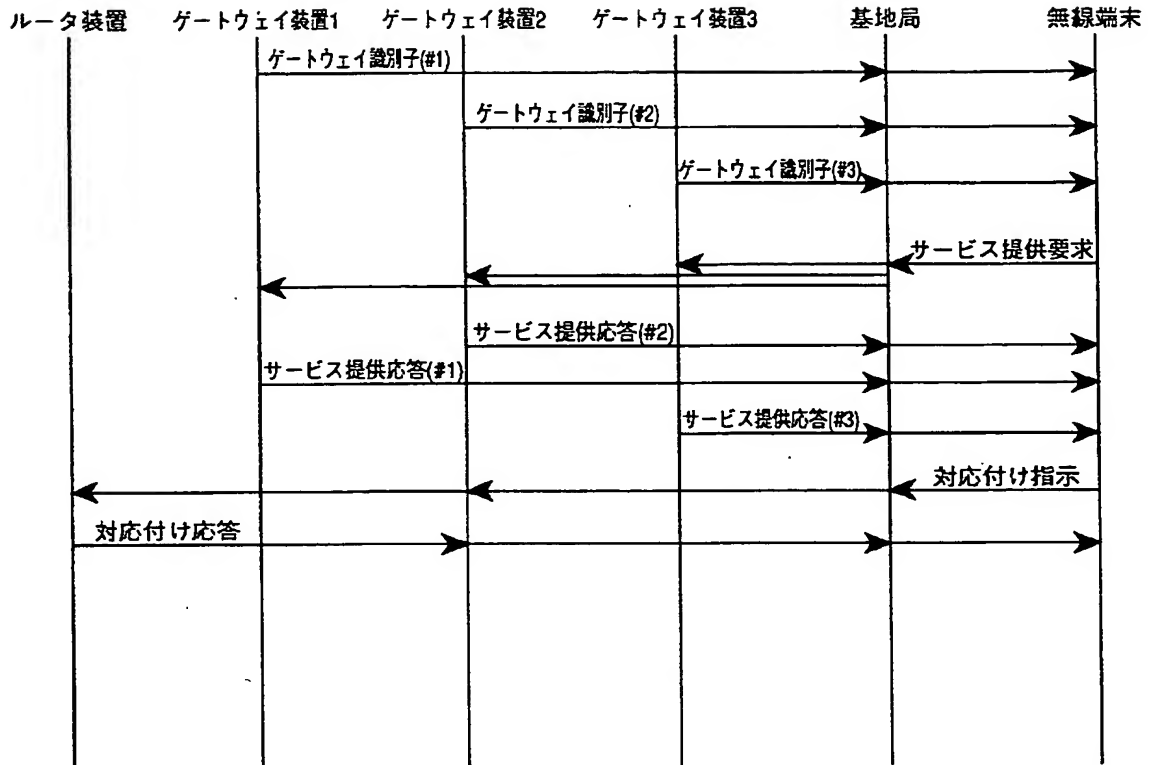 ルータ装置
ゲートウェイ装置1
ゲートウェイ装置2
ゲートウェイ装置3
基地局
無線端末
ゲートウェイ識別子(#1)
ゲートウェイ識別子(#2)
ゲートウェイ識別子(#3)
サービス提供要求
サービス提供応答(#2)
サービス提供応答(#1)
サービス提供応答(#3)
対応付け指示
対応付け応答